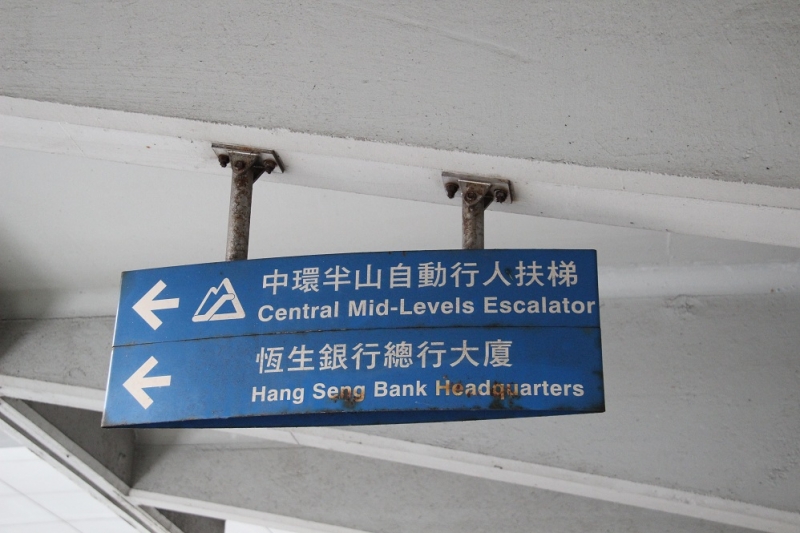 中環半山自動行人扶梯
Central Mid-Levels Escalator
恆生銀行總行大廈
Hang Seng Bank Headquarters